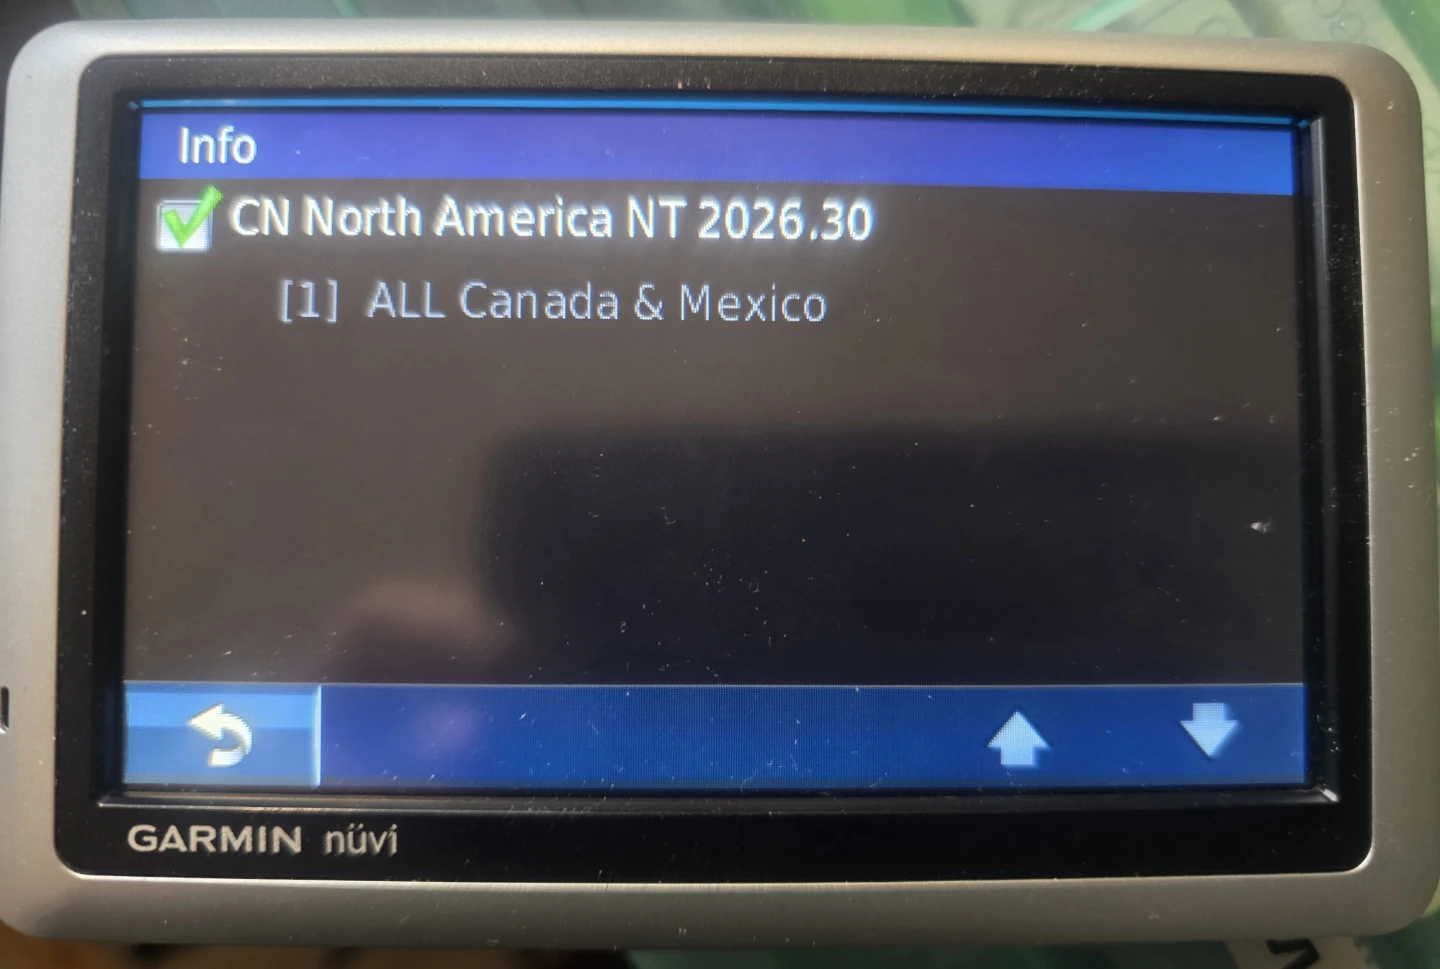 Info
CN North America NT 2026.30
[1] ALL Canada & Mexico
GARMIN nüvi